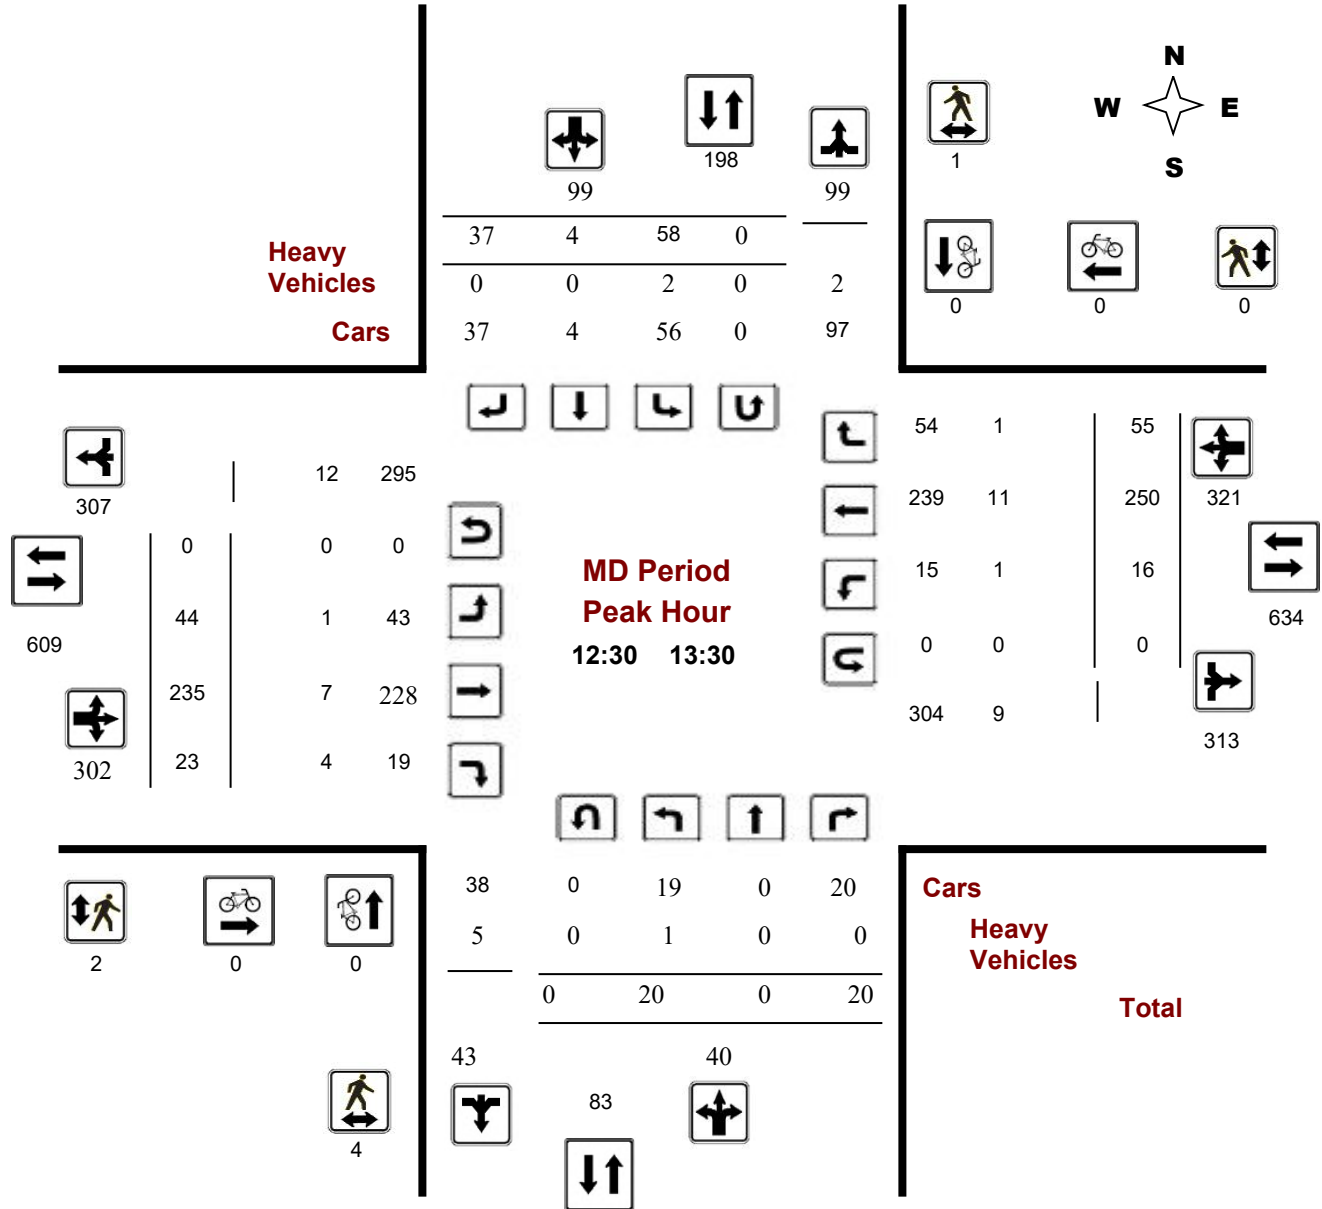 N
W E
S
198
1
99 99
37 4 58 0
Heavy
Vehicles
0 0 2 0 2
Cars
37 4 56 0 97
0 0 0
54 1 55
12 295
307
239 11 250 321
0 0 0
MD Period
15 1 16
44 1 43
Peak Hour
634
609
12:30 13:30
0 0 0
235 7 228
304 9
313
302 23 4 19
38 0 19 0 20
Cars
5 0 1 0 0
Heavy
Vehicles
2 0 0
0 20 0 20
Total
43 40
83
4